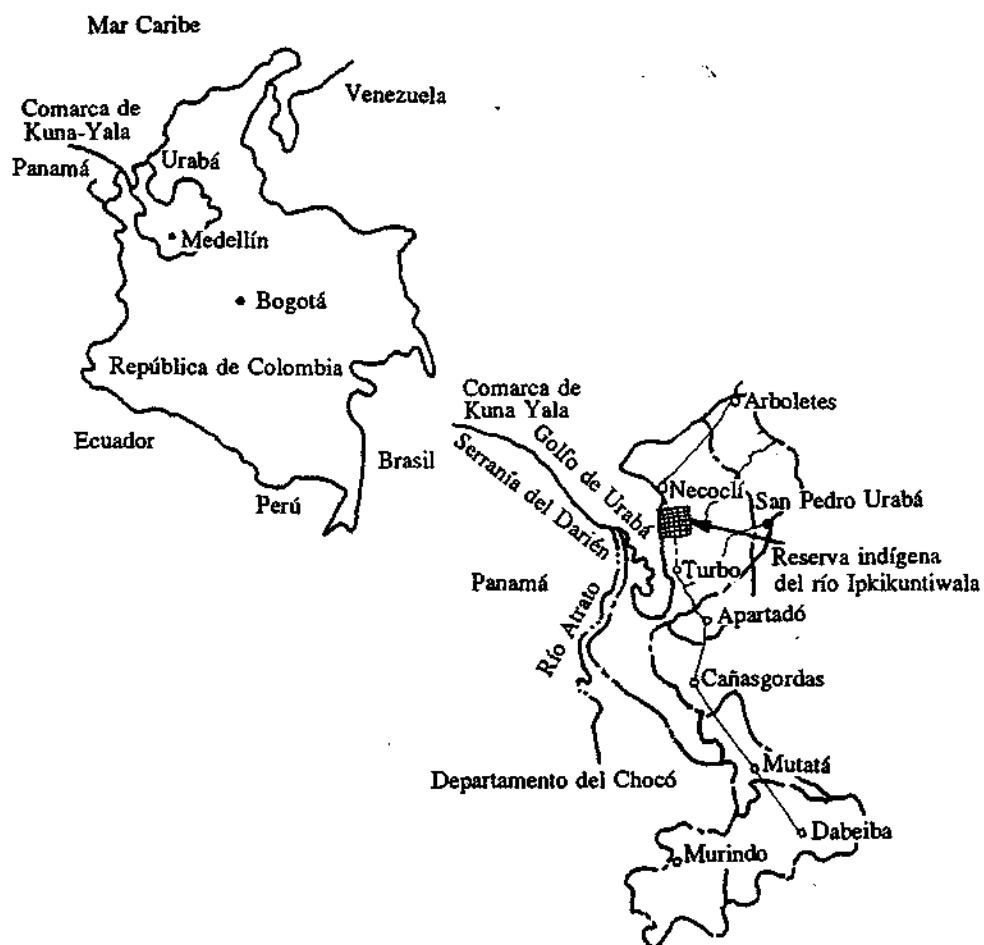 Mar Caribe
Venezuela
Comarca de
Kuna-Yala
Panamá
Urabá
Medellín
Bogotá
República de Colombia
Ecuador
Perú
Brasil
Comarca de
Kuna Yala
Golfo de Urabá
Serranía del Darién
Panamá
Río Atrato
Departamento del Chocó
Arboletes
Necoclí
San Pedro Urabá
Reserva indígena
del río Ipkikuntiwala
Turbo
Apartadó
Cañasgordas
Mutatá
Dabeiba
Murindo